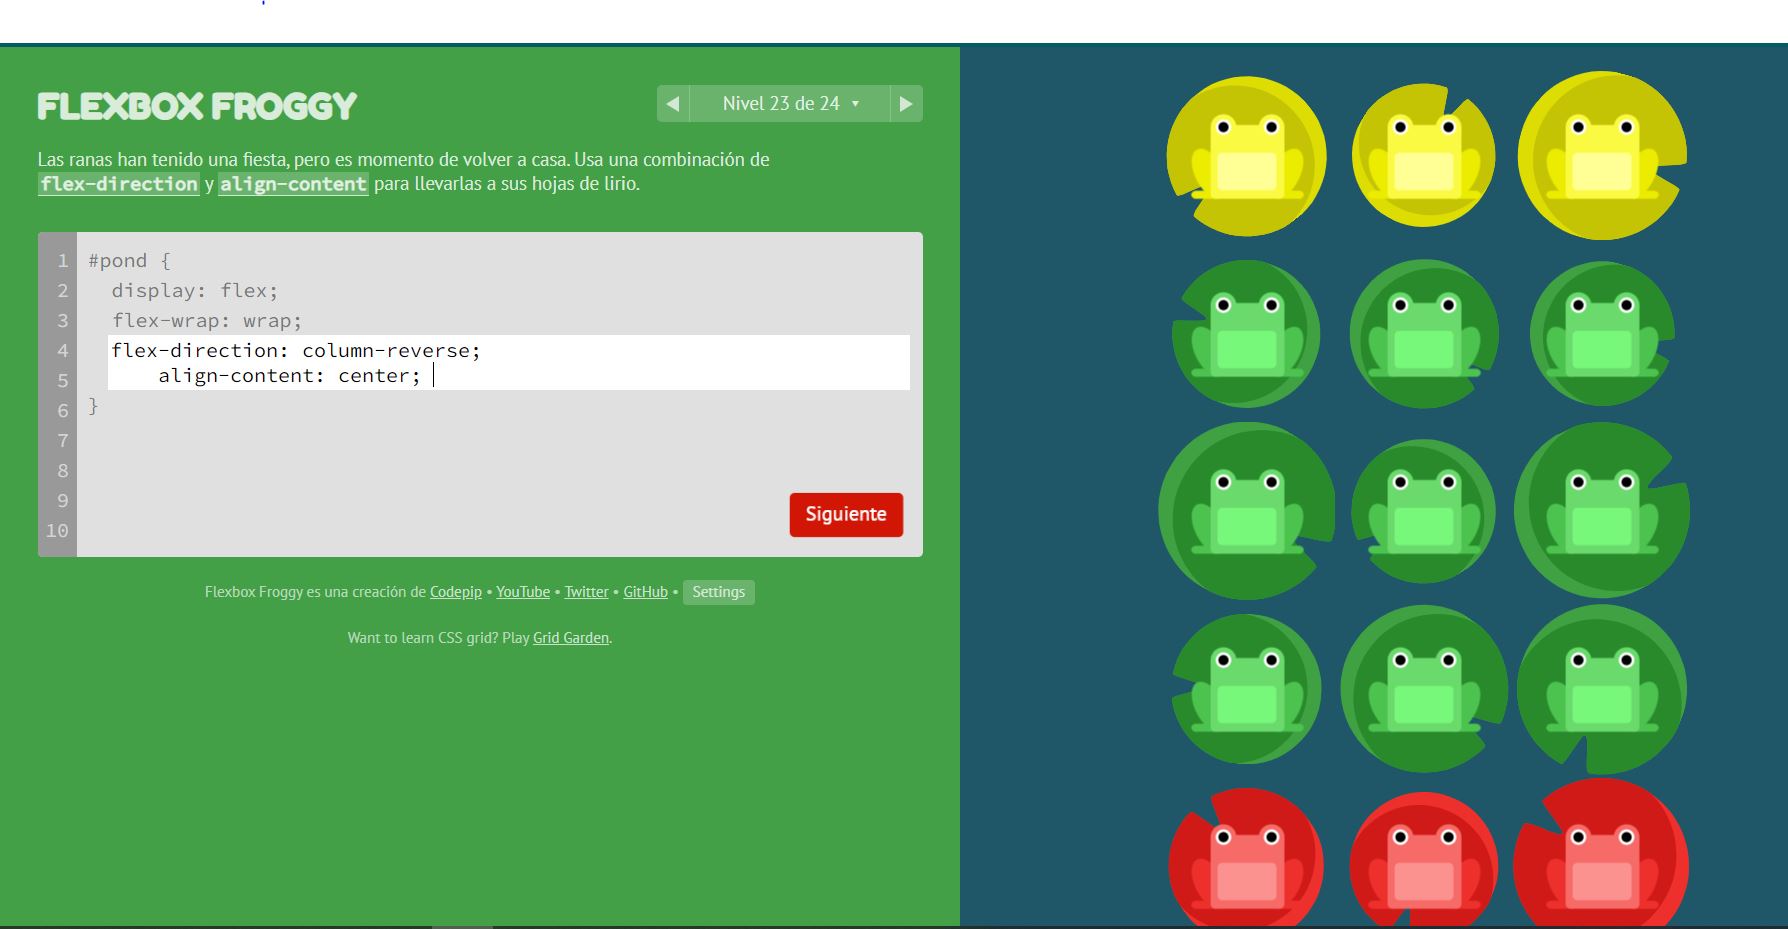 FLEXBOX FROGGY
Nivel 23 de 24
Las ranas han tenido una fiesta, pero es momento de volver a casa. Usa una combinación de
flex-direction y align-content para llevarlas a sus hojas de lirio.
1 #pond {
2 display: flex;
3 flex-wrap: wrap;
4 flex-direction: column-reverse;
5 align-content: center;
6 }
7
8
9
10
Siguiente
Flexbox Froggy es una creación de Codepip • YouTube • Twitter • GitHub • Settings
Want to learn CSS grid? Play Grid Garden.